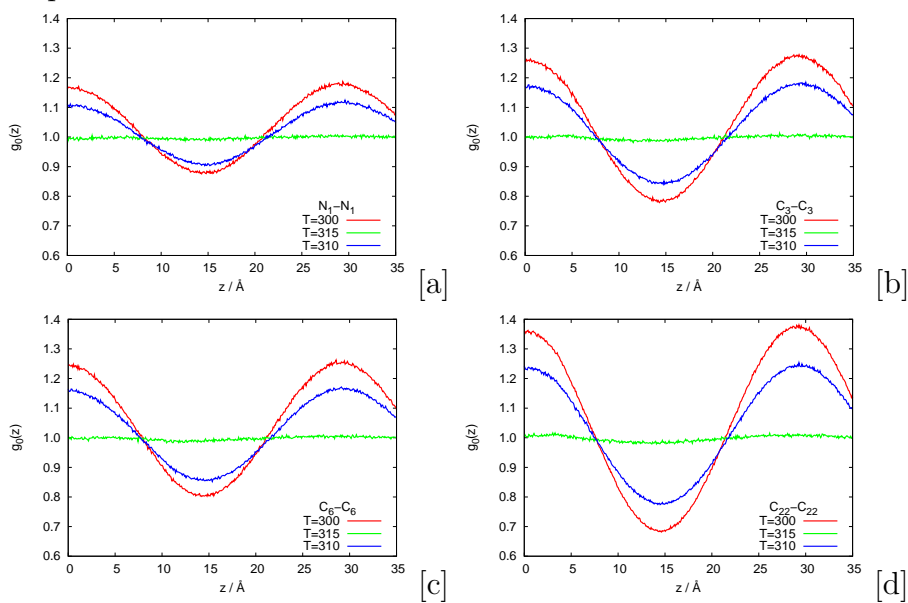 1.4
1.3
1.2
1.1
1.0
0.9
0.8
0.7
0.6
g₀(z)
N₁−N₁
T=300
T=315
T=310
0 5 10 15 20 25 30 35
z / Å
[a]
1.4
1.3
1.2
1.1
1.0
0.9
0.8
0.7
0.6
g₀(z)
C₃−C₃
T=300
T=315
T=310
0 5 10 15 20 25 30 35
z / Å
[b]
1.4
1.3
1.2
1.1
1.0
0.9
0.8
0.7
0.6
g₀(z)
C₆−C₆
T=300
T=315
T=310
0 5 10 15 20 25 30 35
z / Å
[c]
1.4
1.3
1.2
1.1
1.0
0.9
0.8
0.7
0.6
g₀(z)
C₂₂−C₂₂
T=300
T=315
T=310
0 5 10 15 20 25 30 35
z / Å
[d]